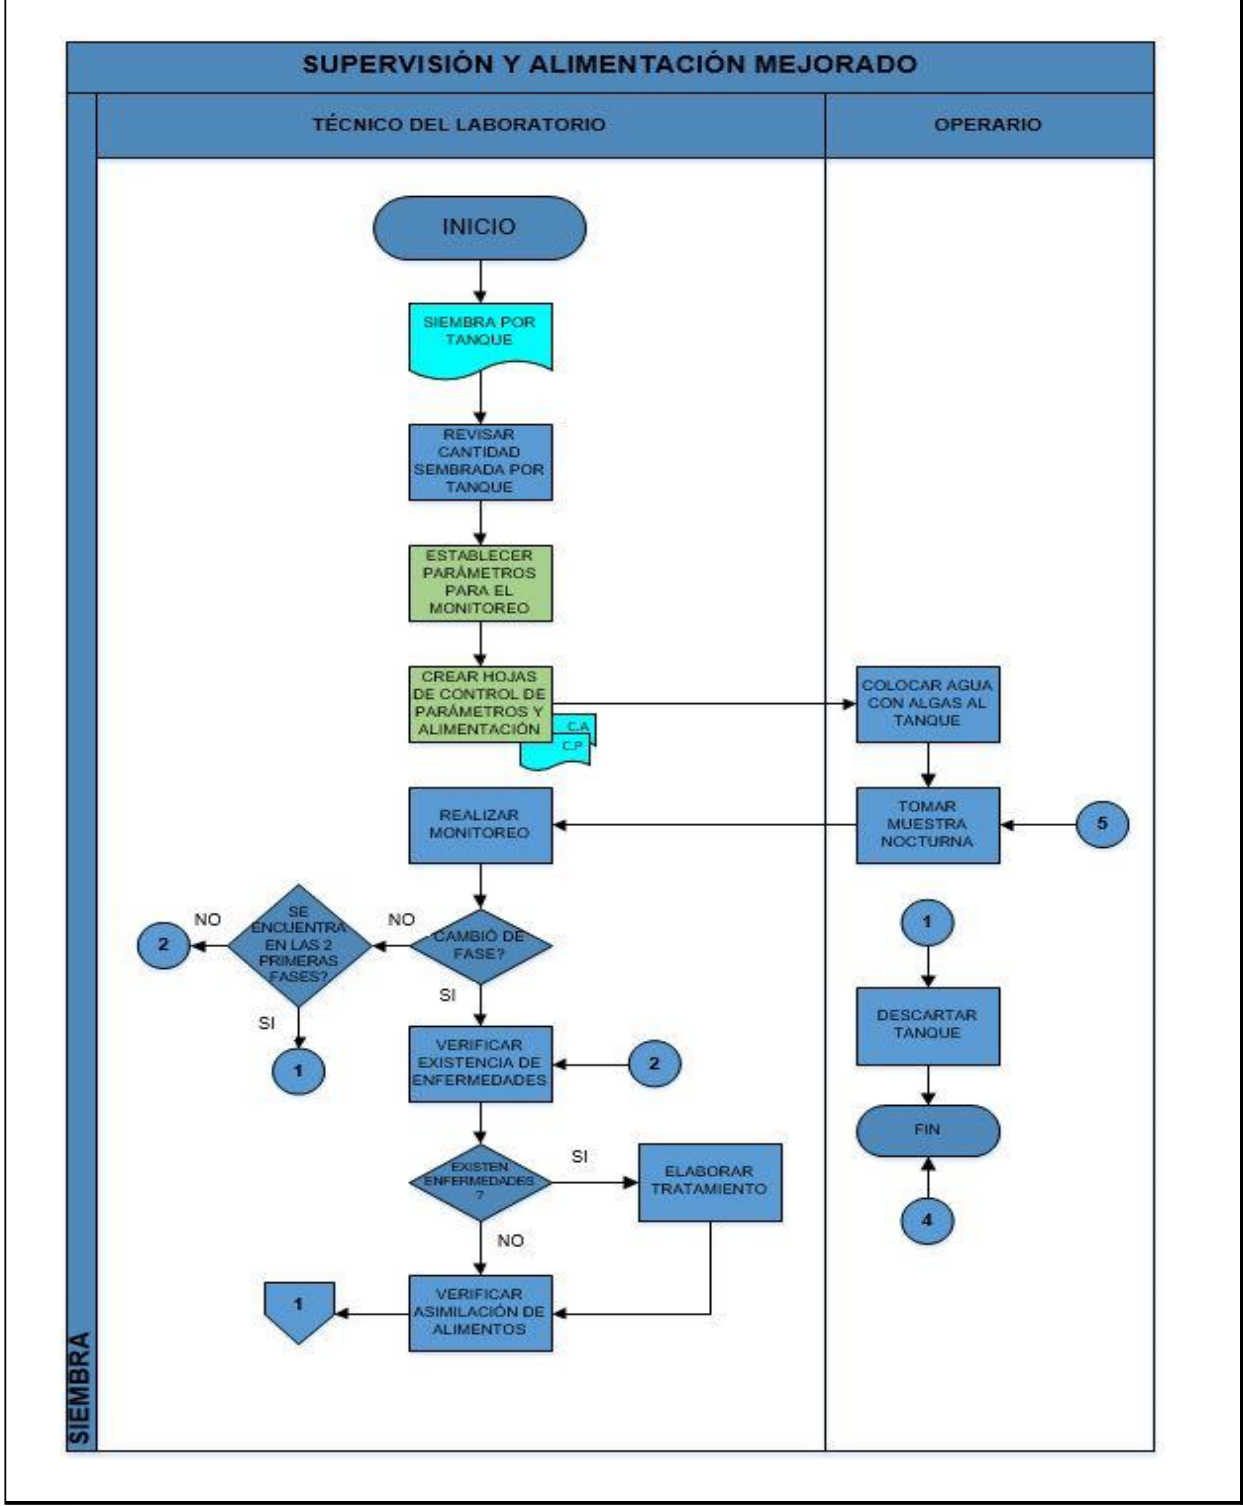 SUPERVISIÓN Y ALIMENTACIÓN MEJORADO
TÉCNICO DEL LABORATORIO
OPERARIO
SIEMBRA
INICIO
SIEMBRA POR
TANQUE
REVISAR
CANTIDAD
SEMBRADA POR
TANQUE
ESTABLECER
PARÁMETROS
PARA EL
MONITOREO
CREAR HOJAS
DE CONTROL DE
PARÁMETROS Y
ALIMENTACIÓN
C.A
C.P
COLOCAR AGUA
CON ALGAS AL
TANQUE
TOMAR
MUESTRA
NOCTURNA
5
REALIZAR
MONITOREO
CAMBIÓ DE
FASE?
NO
SE
ENCUENTRA
EN LAS 2
PRIMERAS
FASES?
NO
2
SI
1
SI
VERIFICAR
EXISTENCIA DE
ENFERMEDADES
2
1
DESCARTAR
TANQUE
FIN
4
EXISTEN
ENFERMEDADES
?
SI
ELABORAR
TRATAMIENTO
NO
VERIFICAR
ASIMILACIÓN DE
ALIMENTOS
1